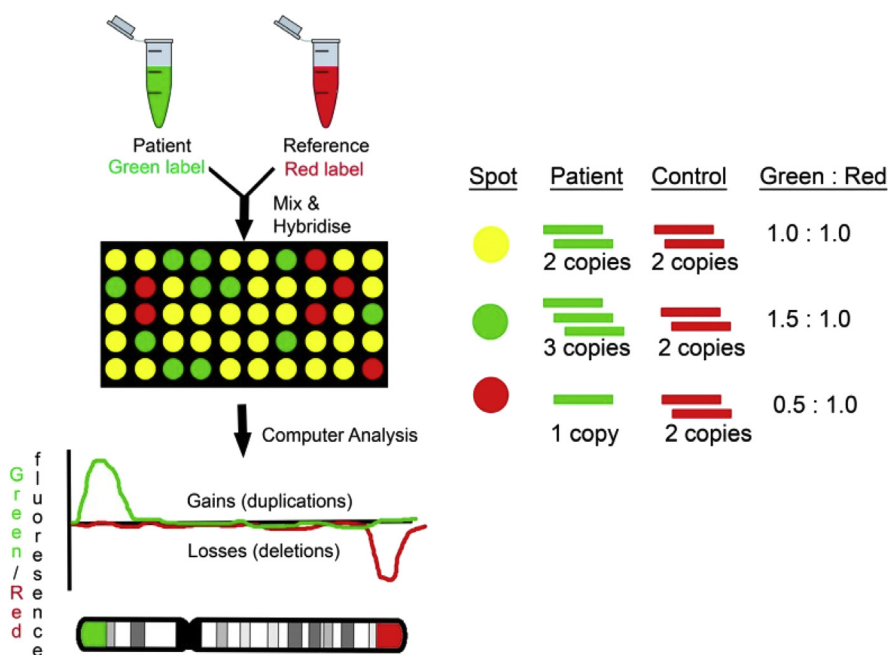 Patient
Green label
Reference
Red label
Mix &
Hybridise
Computer Analysis
Green/Red
fluoresence
Gains (duplications)
Losses (deletions)
Spot Patient Control Green : Red
2 copies 2 copies 1.0 : 1.0
3 copies 2 copies 1.5 : 1.0
1 copy 2 copies 0.5 : 1.0